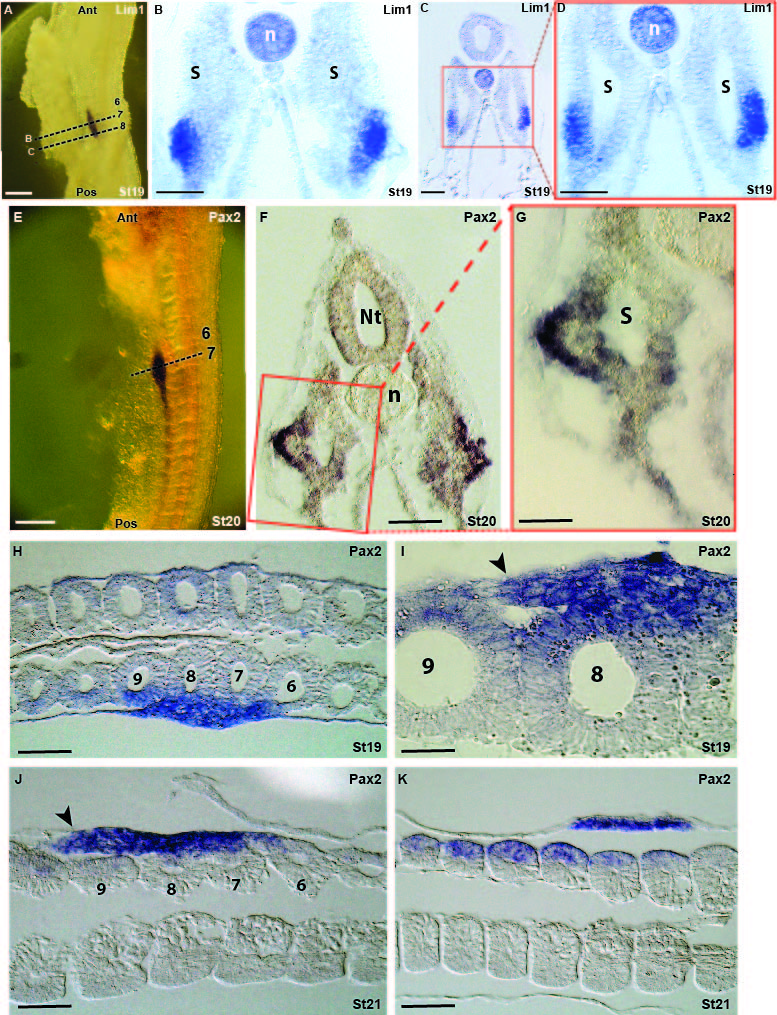 A Ant Lim1
6
7
8
B
C
Pos St19
B Lim1
n
S S
St19
C Lim1
St19
D Lim1
n
S S
St19
E Ant Pax2
6
7
Pos St20
F Pax2
Nt
n
St20
G Pax2
S
St20
H Pax2
9 8 7 6
St19
I Pax2
9 8
St19
J Pax2
9 8 7 6
St21
K Pax2
St21